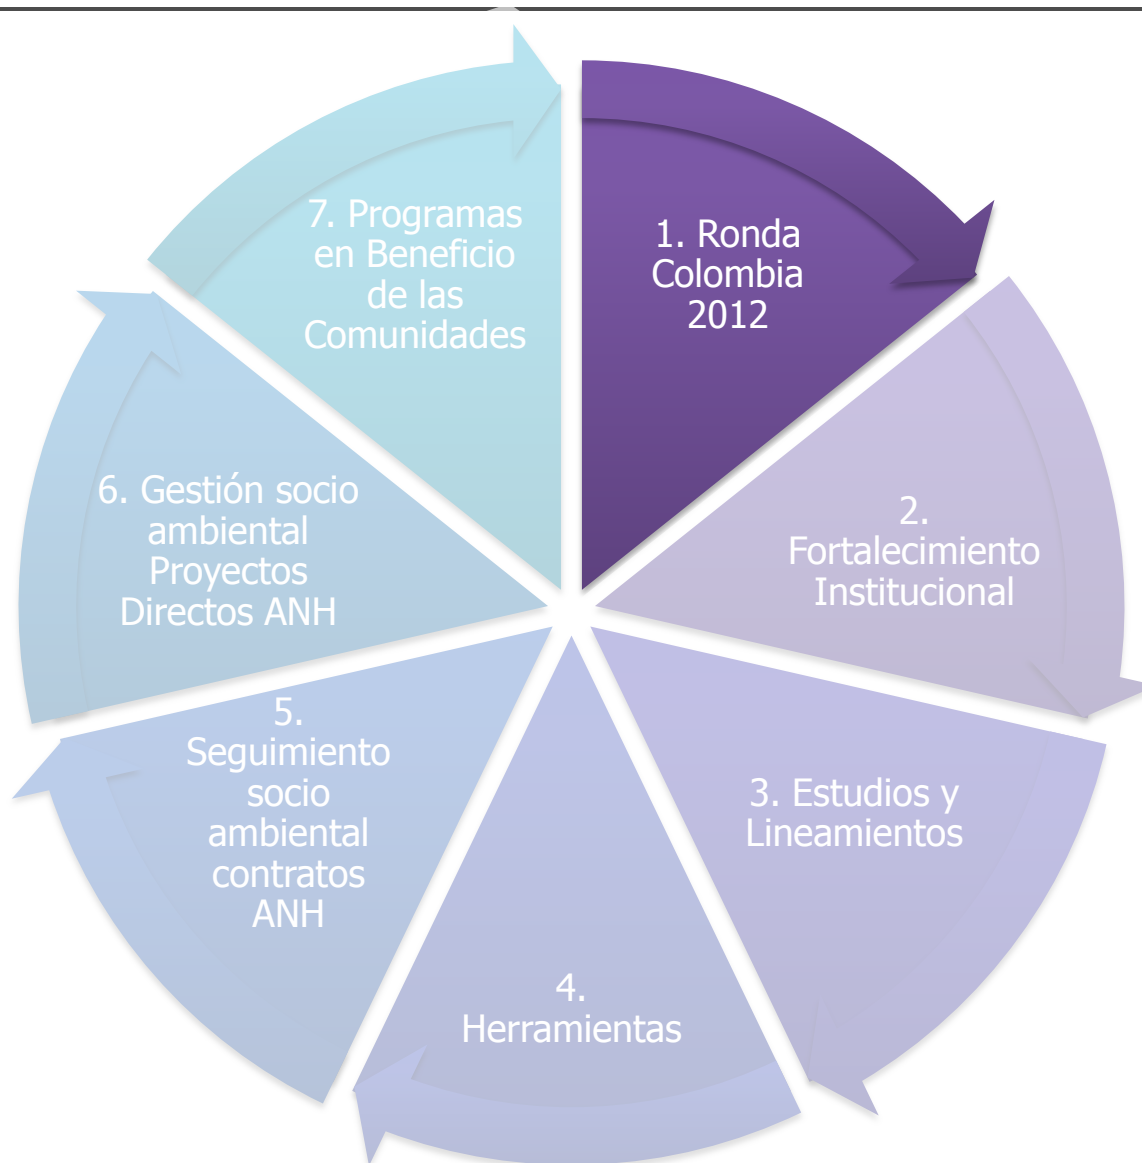 1. Ronda
Colombia
2012
2.
Fortalecimiento
Institucional
3. Estudios y
Lineamientos
4.
Herramientas
5.
Seguimiento
socio
ambiental
contratos
ANH
6. Gestión socio
ambiental
Proyectos
Directos ANH
7. Programas
en Beneficio
de las
Comunidades